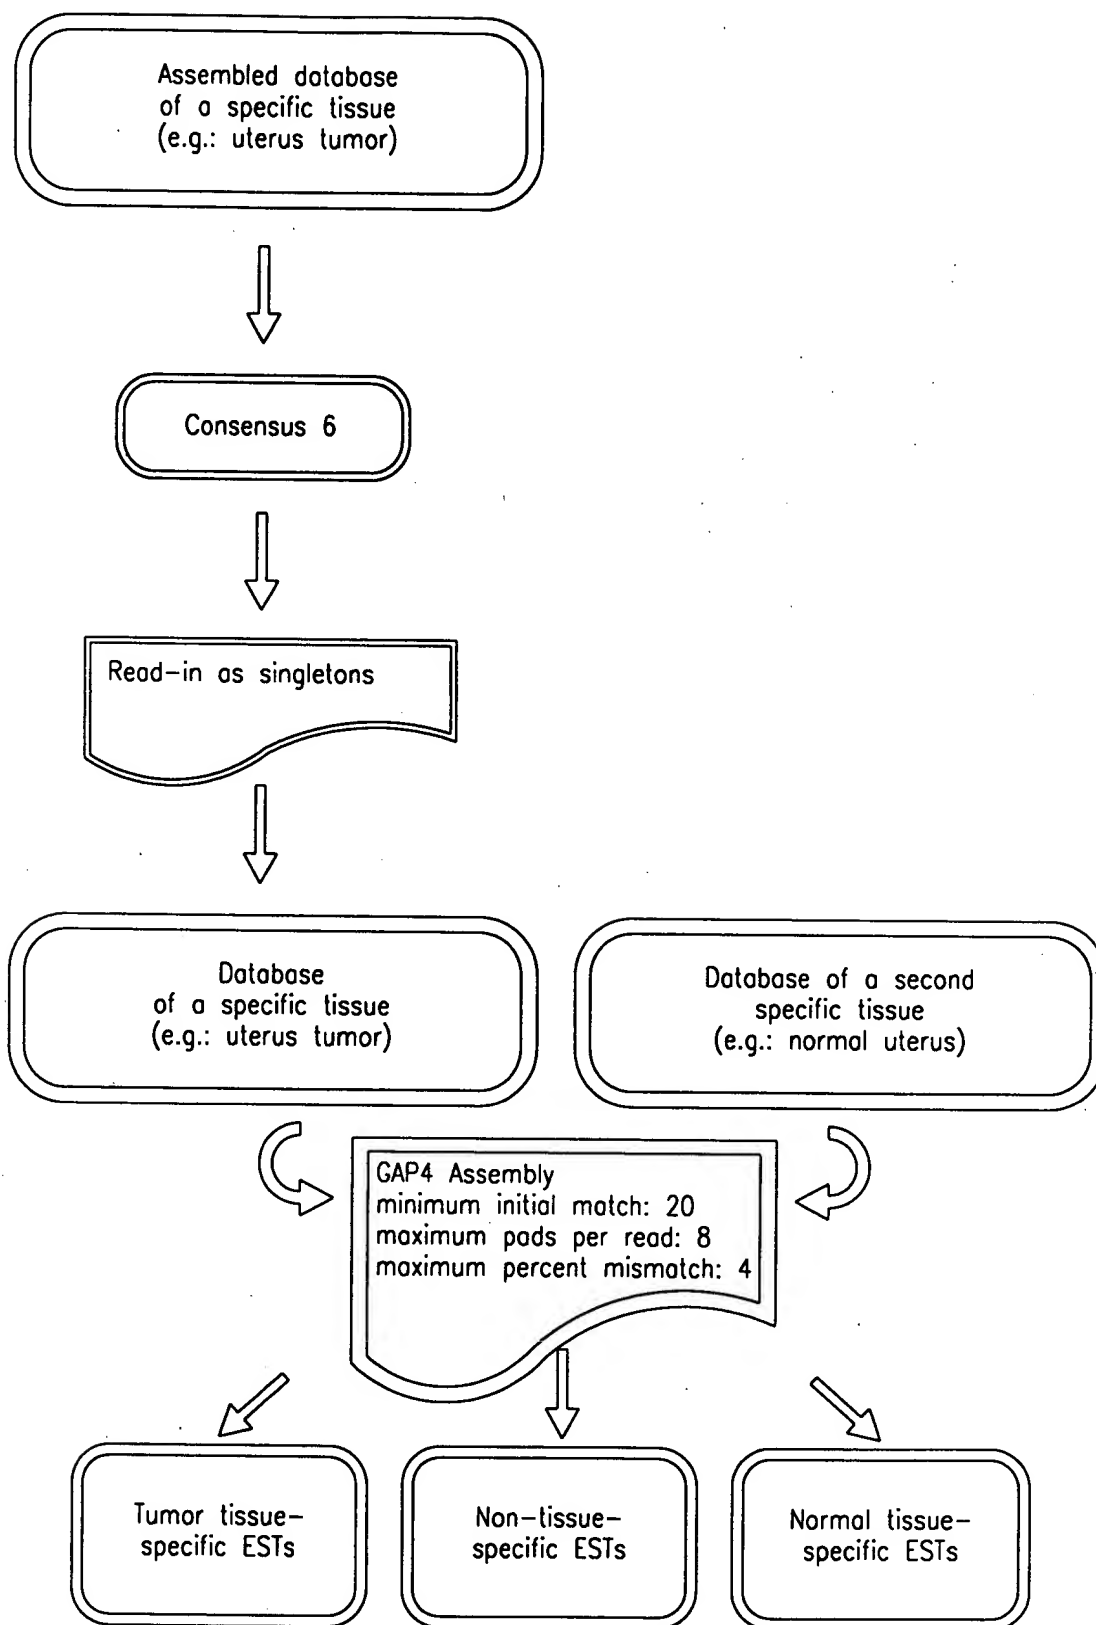 Assembled database
of a specific tissue
(e.g.: uterus tumor)
Consensus 6
Read-in as singletons
Database
of a specific tissue
(e.g.: uterus tumor)
Database of a second
specific tissue
(e.g.: normal uterus)
GAP4 Assembly
minimum initial match: 20
maximum pads per read: 8
maximum percent mismatch: 4
Tumor tissue-
specific ESTs
Non-tissue-
specific ESTs
Normal tissue-
specific ESTs